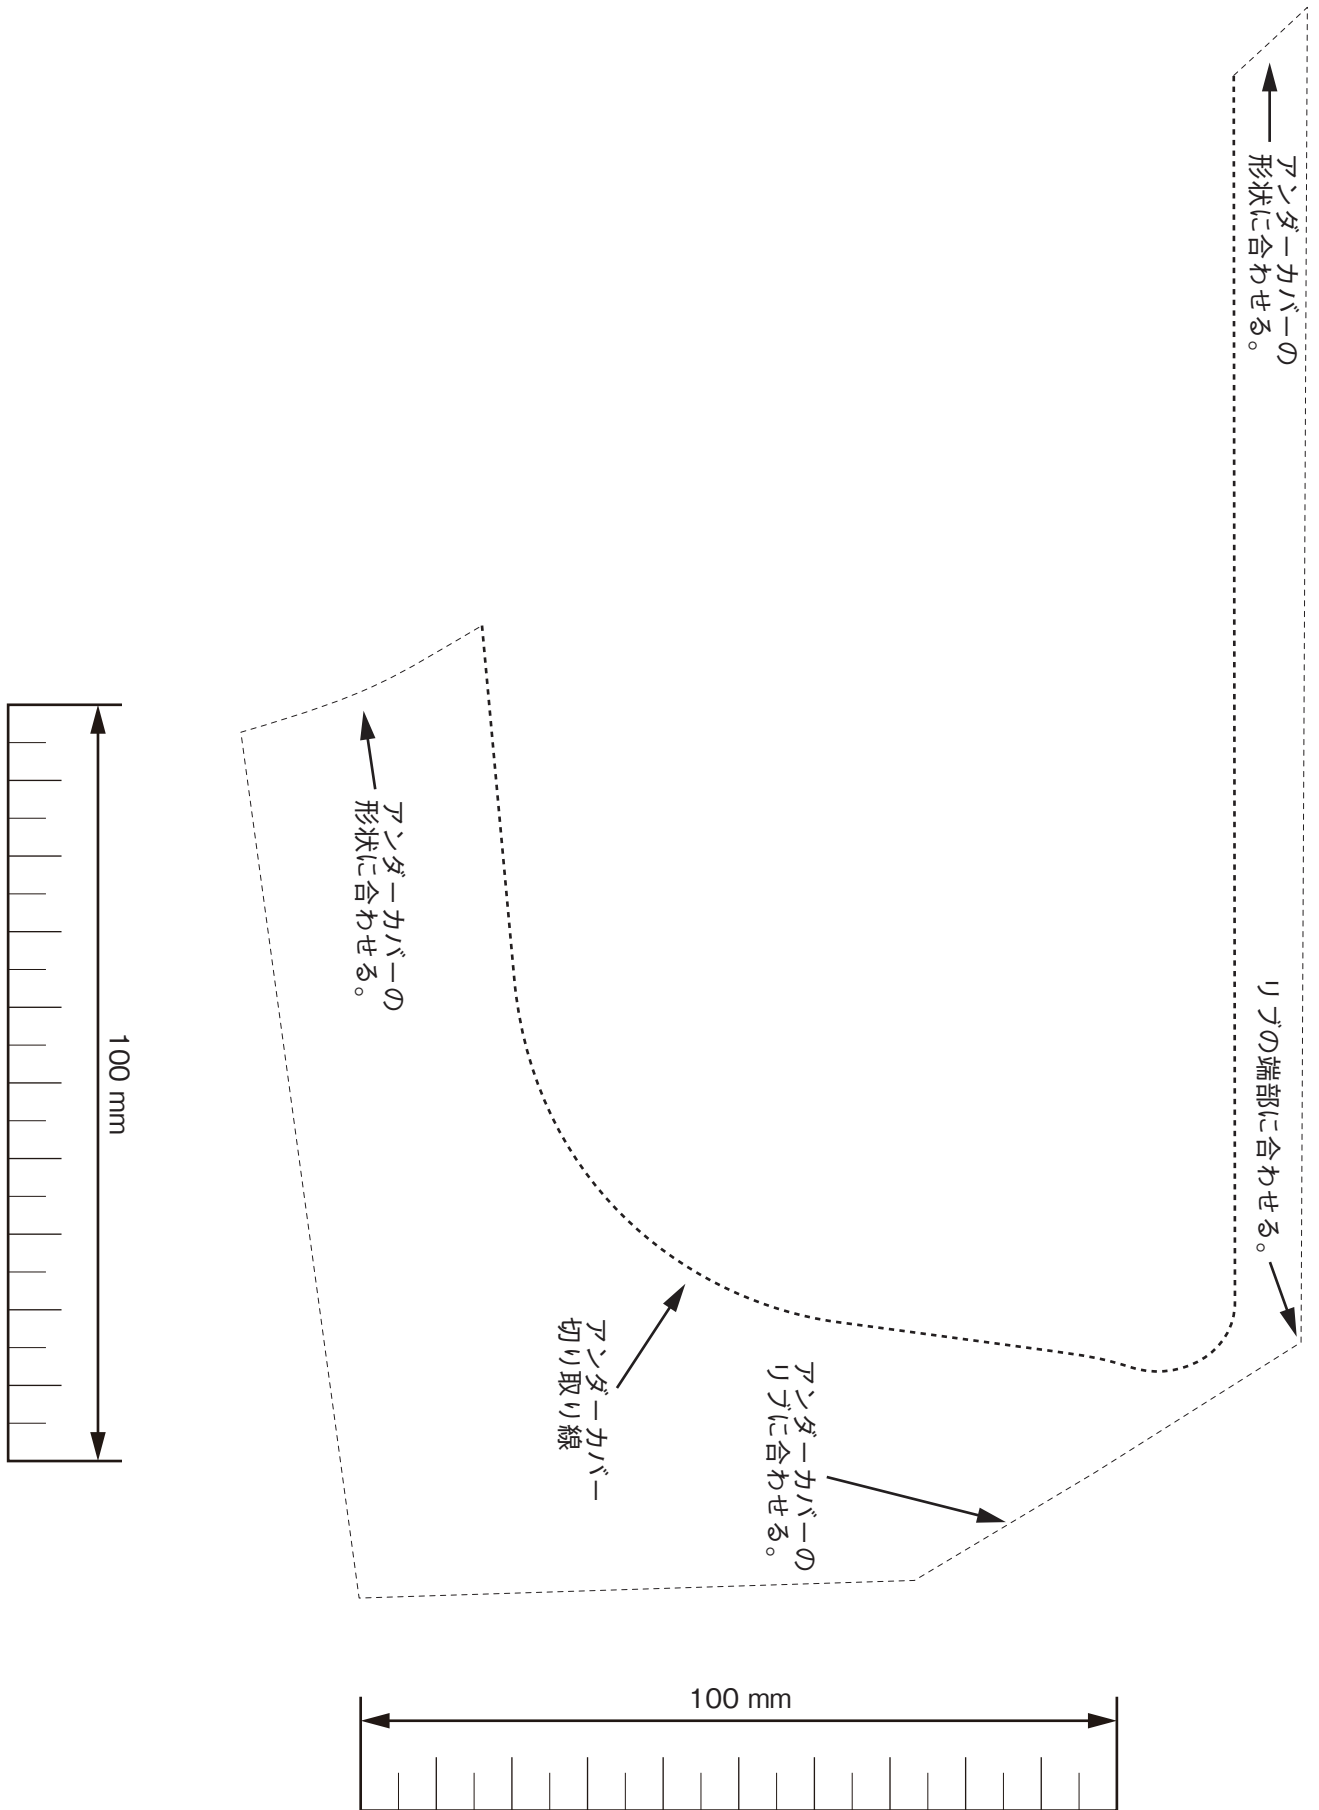 アンダーカバーの
形状に合わせる。
リブの端部に合わせる。
アンダーカバーの
形状に合わせる。
100 mm
アンダーカバー
切り取り線
アンダーカバーの
リブに合わせる。
100 mm